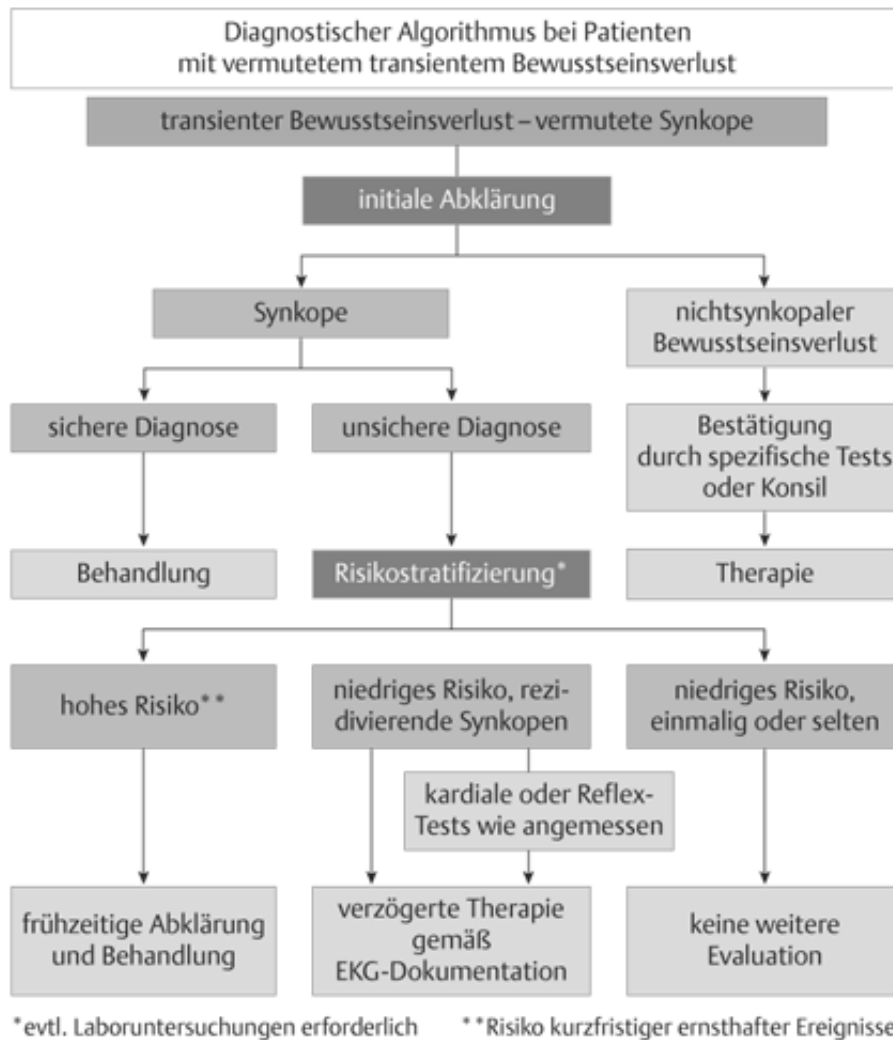 Diagnostischer Algorithmus bei Patienten
mit vermutetem transientem Bewusstseinsverlust
transienter Bewusstseinsverlust – vermutete Synkope
initiale Abklärung
Synkope
nichtsynkopaler
Bewusstseinsverlust
sichere Diagnose
unsichere Diagnose
Bestätigung
durch spezifische Tests
oder Konsil
Behandlung
Risikostratifizierung*
Therapie
hohes Risiko**
niedriges Risiko, rezi-
divierende Synkopen
niedriges Risiko,
einmalig oder selten
kardiale oder Reflex-
Tests wie angemessen
frühzeitige Abklärung
und Behandlung
verzögerte Therapie
gemäß
EKG-Dokumentation
keine weitere
Evaluation
*evtl. Laboruntersuchungen erforderlich
**Risiko kurzfristiger ernsthafter Ereignisse